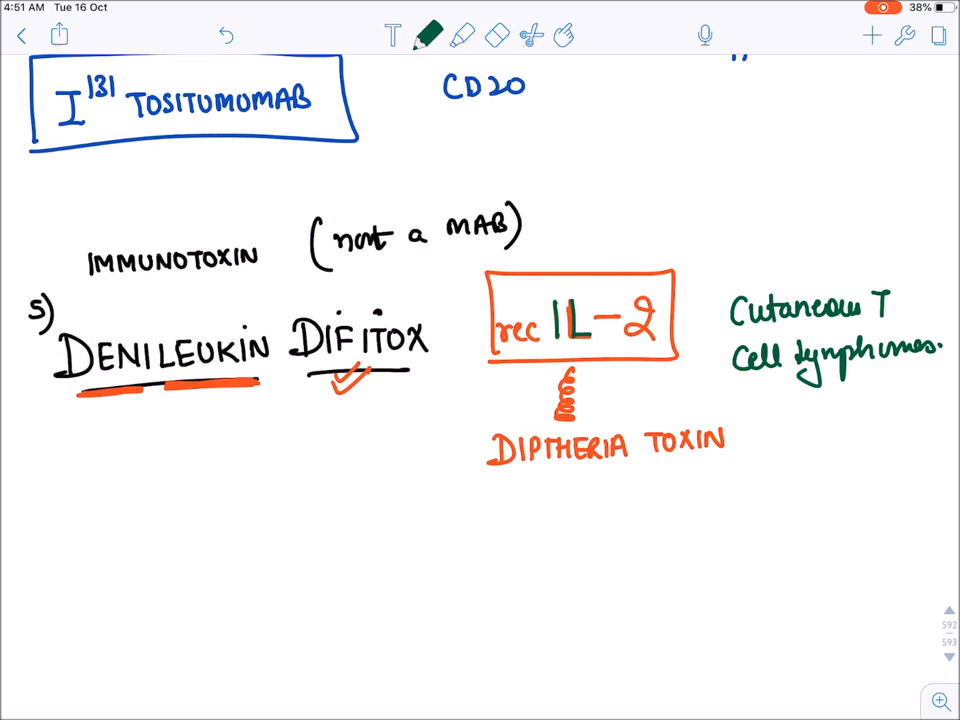 4:51 AM Tue 16 Oct
38%
I¹³¹ TOSITUMOMAB
CD20
IMMUNOTOXIN (not a MAB)
5) DENILEUKIN DIFITOX
rec IL-2
Cutaneous T
Cell lymphomas.
DIPTHERIA TOXIN
592
593